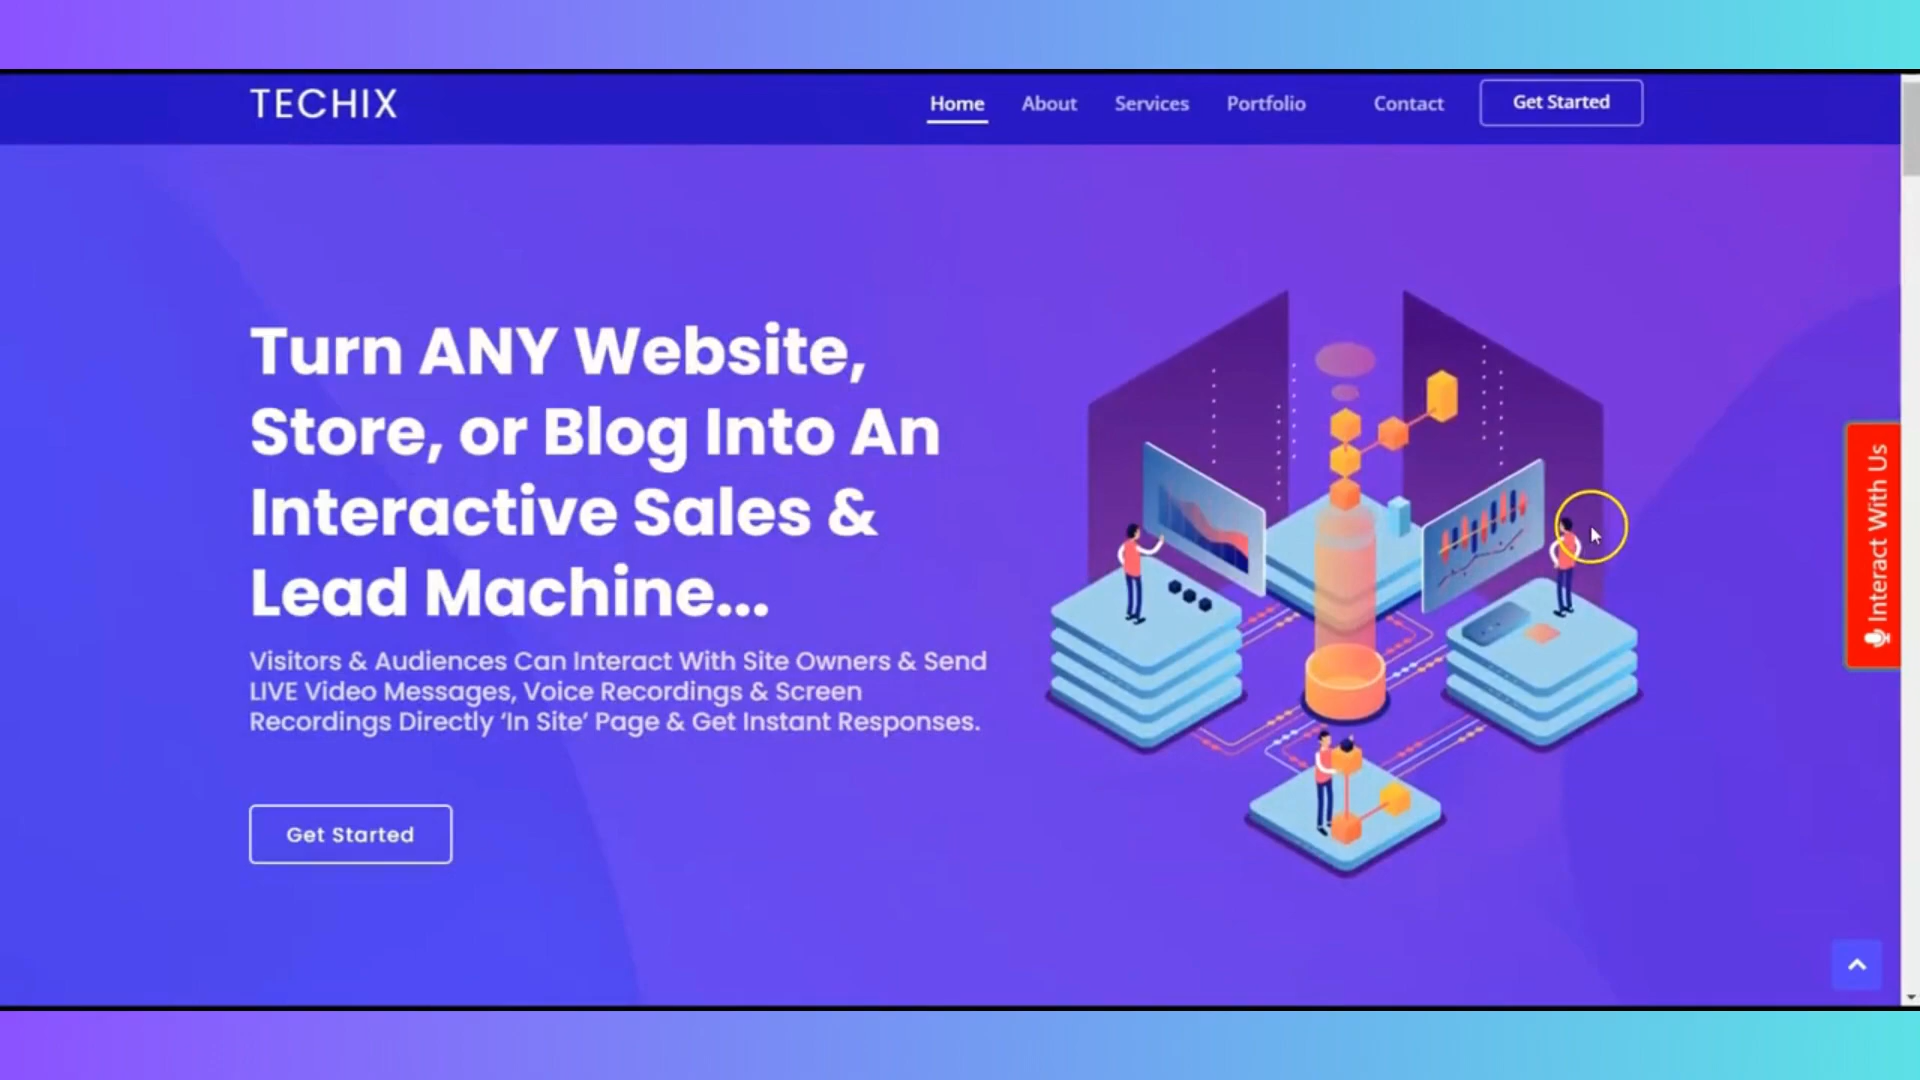 TECHIX
Home About Services Portfolio Contact Get Started
Turn ANY Website,
Store, or Blog Into An
Interactive Sales &
Lead Machine...
Visitors & Audiences Can Interact With Site Owners & Send
LIVE Video Messages, Voice Recordings & Screen
Recordings Directly ‘In Site’ Page & Get Instant Responses.
Get Started
Interact With Us